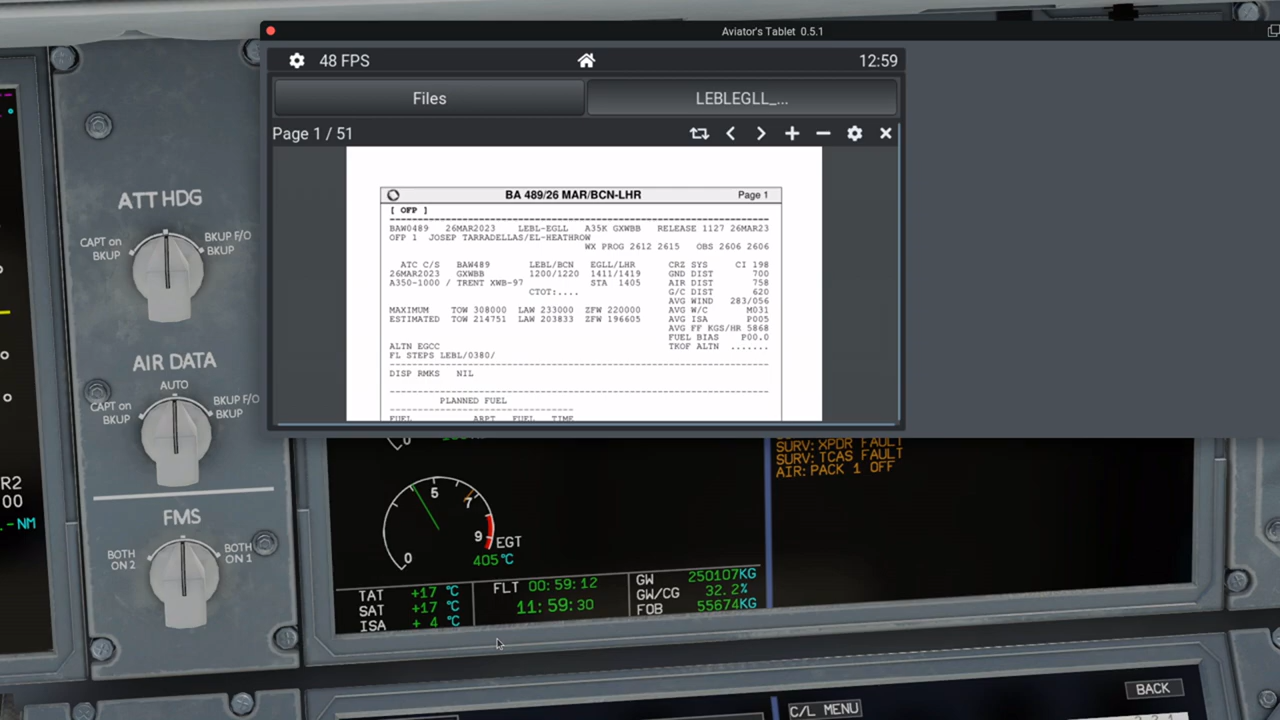 Aviator's Tablet 0.5.1
48 FPS
12:59
Files
LEBLEGLL_...
Page 1 / 51
BA 489/26 MAR/BCN-LHR Page 1
[ OFP ]
BAW0489 26MAR2023 LEBL-EGLL A35K GXWBB RELEASE 1127 26MAR23
OFP 1 JOSEP TARRADELLAS/EL-HEATHROW
WX PROG 2612 2615 OBS 2606 2606
ATC C/S BAW489 LEBL/BCN EGLL/LHR CRZ SYS CI 198
26MAR2023 GXWBB 1200/1220 1411/1419 GND DIST 700
A350-1000 / TRENT XWB-97 STA 1405 AIR DIST 758
CTOT:.... G/C DIST 620
AVG WIND 283/056
MAXIMUM TOW 308000 LAW 233000 ZFW 220000 AVG W/C M031
ESTIMATED TOW 214751 LAW 203833 ZFW 196605 AVG ISA P005
AVG FF KGS/HR 5868
FUEL BIAS P00.0
ALTN EGCC TKOF ALTN .......
FL STEPS LEBL/0380/
DISP RMKS NIL
PLANNED FUEL
FUEL ARPT FUEL TIME
ATT HDG
CAPT on
BKUP
BKUP F/O
BKUP
AIR DATA
AUTO
CAPT on
BKUP
BKUP F/O
BKUP
FMS
BOTH
ON 2
BOTH
ON 1
R2
00
-NM
0
5
7
9
0
EGT
405°C
SURV: XPDR FAULT
SURV: TCAS FAULT
AIR: PACK 1 OFF
TAT +17 °C
SAT +17 °C
ISA + 4 °C
FLT 00:59:12
11:59:30
GW 250107KG
GW/CG 32.2%
FOB 55674KG
C/L MENU
BACK